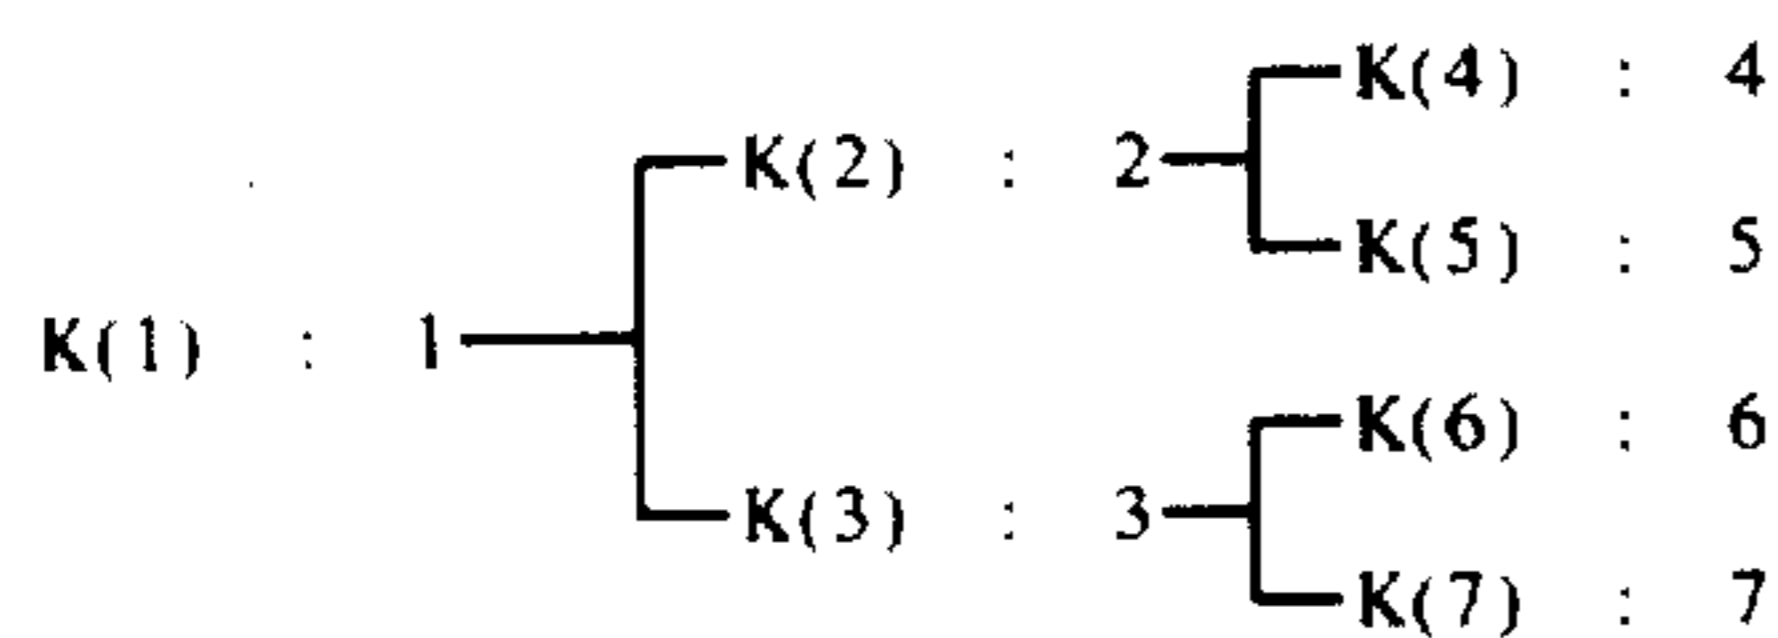 K(4) : 4
K(2) : 2
K(5) : 5
K(1) : 1
K(6) : 6
K(3) : 3
K(7) : 7